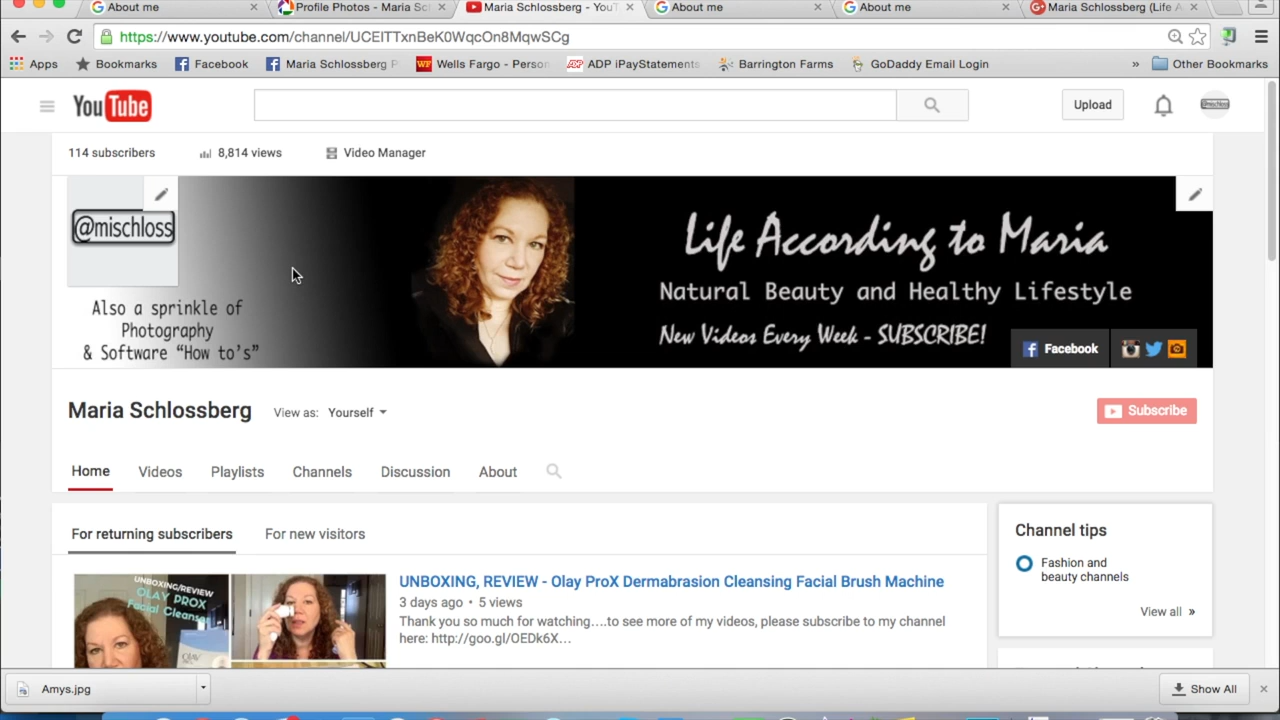 About me
Profile Photos - Maria Sc
Maria Schlossberg - YouT
About me
About me
Maria Schlossberg (Life A
https://www.youtube.com/channel/UCEITTxnBeK0WqcOn8MqwSCg
Apps
Bookmarks
Facebook
Maria Schlossberg P
Wells Fargo - Person
ADP iPayStatements
Barrington Farms
GoDaddy Email Login
»
Other Bookmarks
YouTube
Upload
114 subscribers
8,814 views
Video Manager
@mischloss
Also a sprinkle of
Photography
& Software “How to's”
Life According to Maria
Natural Beauty and Healthy Lifestyle
New Videos Every Week - SUBSCRIBE!
Facebook
Maria Schlossberg
View as: Yourself
Subscribe
Home
Videos
Playlists
Channels
Discussion
About
For returning subscribers
For new visitors
Channel tips
Fashion and
beauty channels
View all »
UNBOXING/REVIEW
OLAY PROX
Facial Cleanse
UNBOXING, REVIEW - Olay ProX Dermabrasion Cleansing Facial Brush Machine
3 days ago • 5 views
Thank you so much for watching....to see more of my videos, please subscribe to my channel
here: http://goo.gl/OEDk6X...
Amys.jpg
Show All